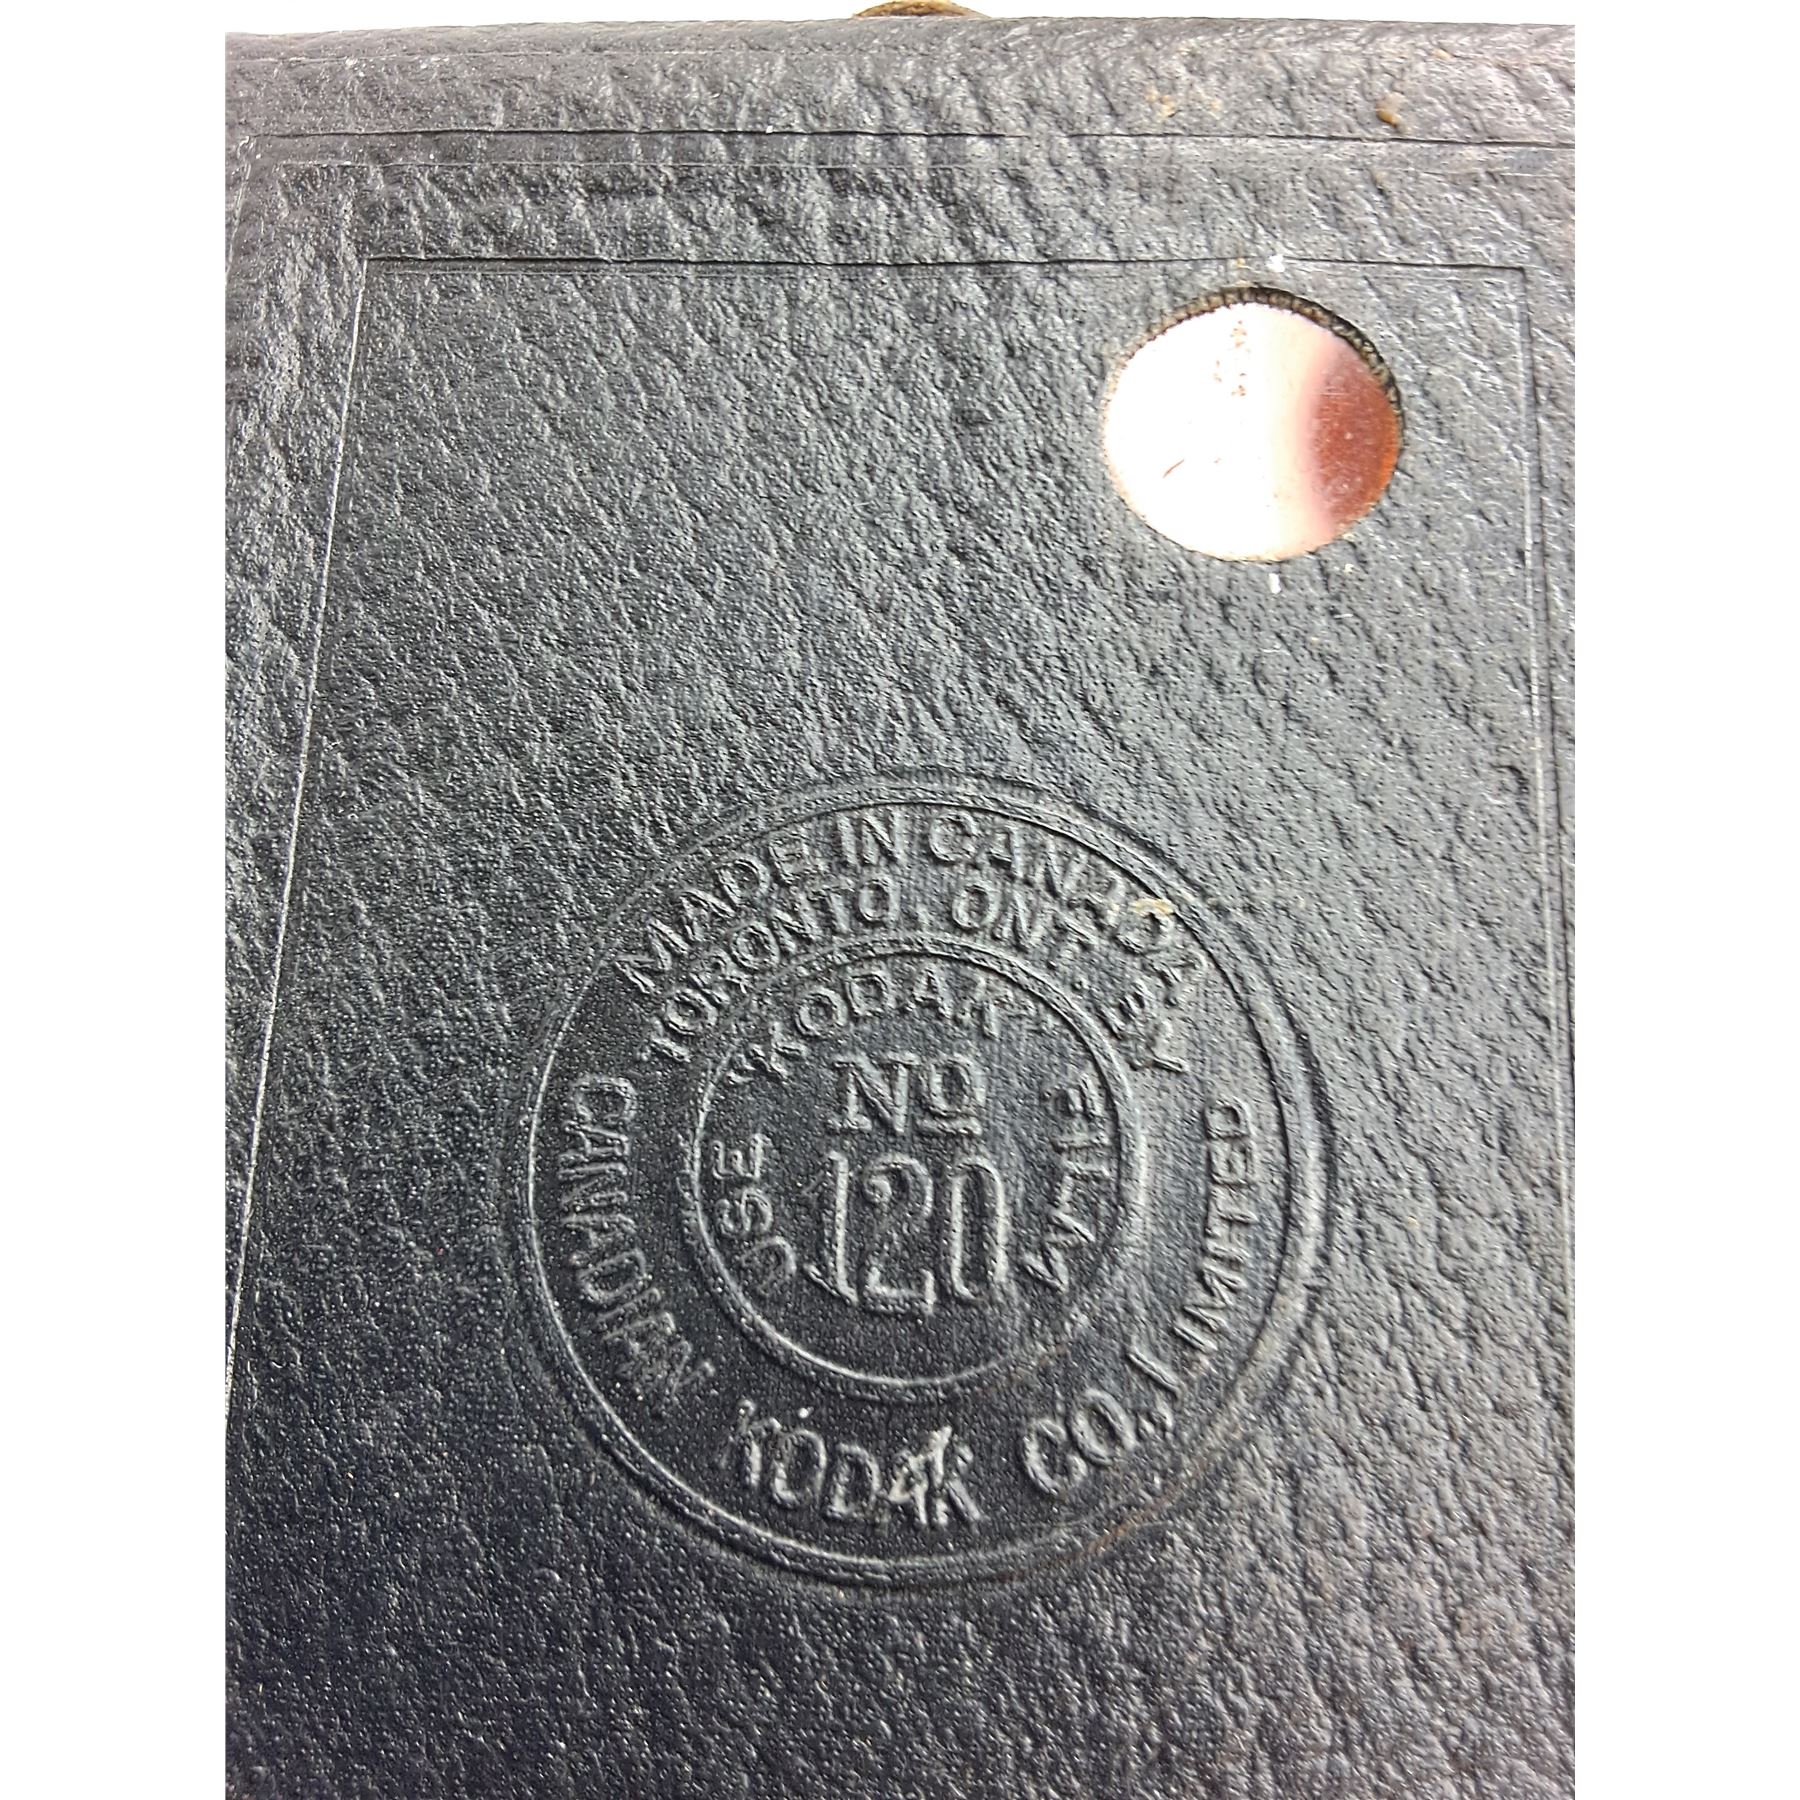 MADE IN CANADA
TORONTO, ONT., BY
CANADIAN KODAK CO., LIMITED
USE "KODAK" FILM
No
120